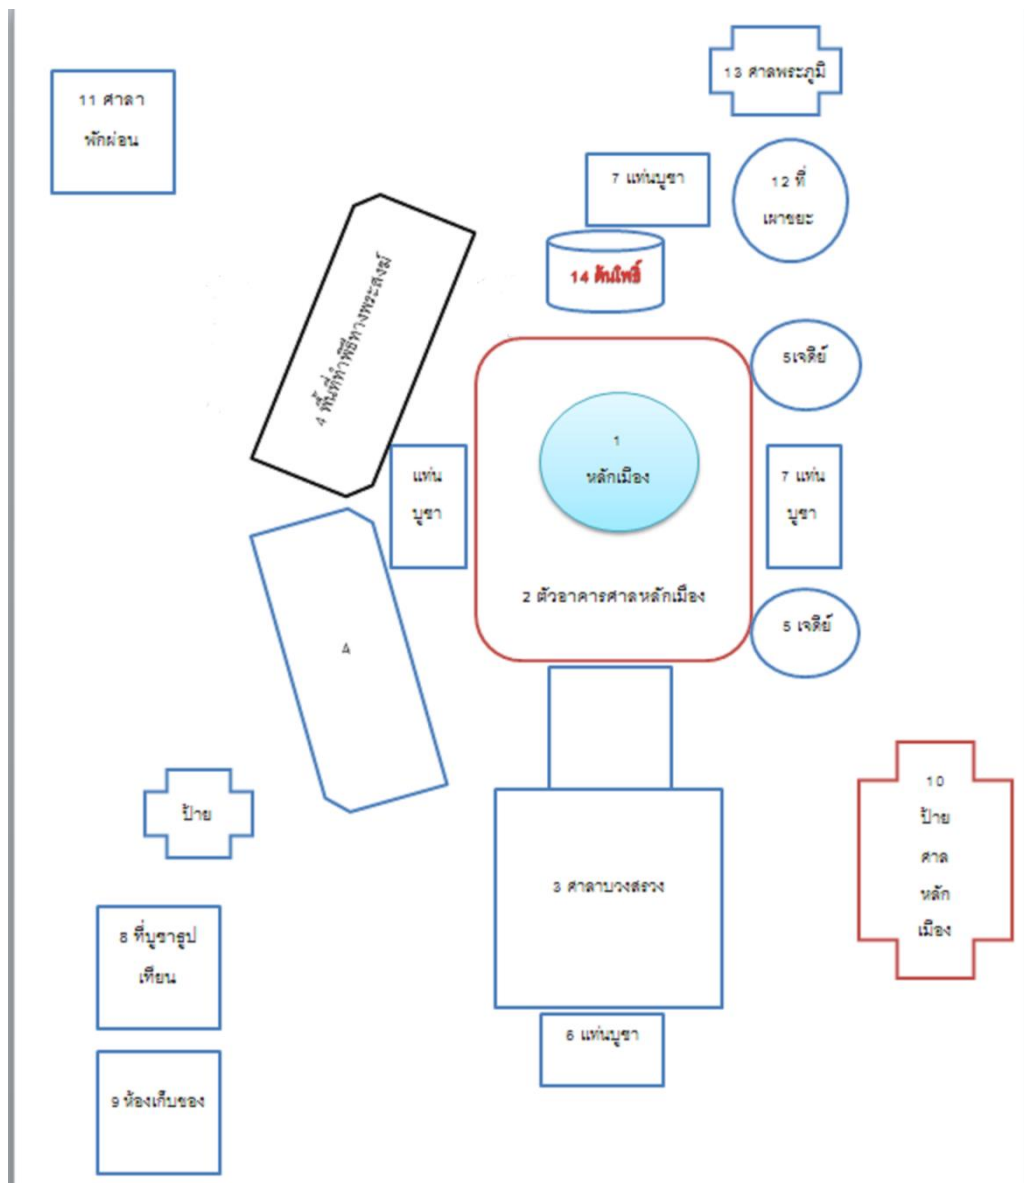 13 ศาลพระภูมิ
11 ศาลา
พักผ่อน
7 แท่นบูชา
12 ที่
เผาขยะ
14 ต้นโพธิ์
4 พื้นที่ทำพิธีทางพระสงฆ์
5เจดีย์
1
หลักเมือง
แท่น
บูชา
7 แท่น
บูชา
2 ตัวอาคารศาลหลักเมือง
5 เจดีย์
4
10
ป้าย
ศาล
หลัก
เมือง
ป้าย
3 ศาลาบวงสรวง
8 ที่บูชาธูป
เทียน
6 แท่นบูชา
9 ห้องเก็บของ